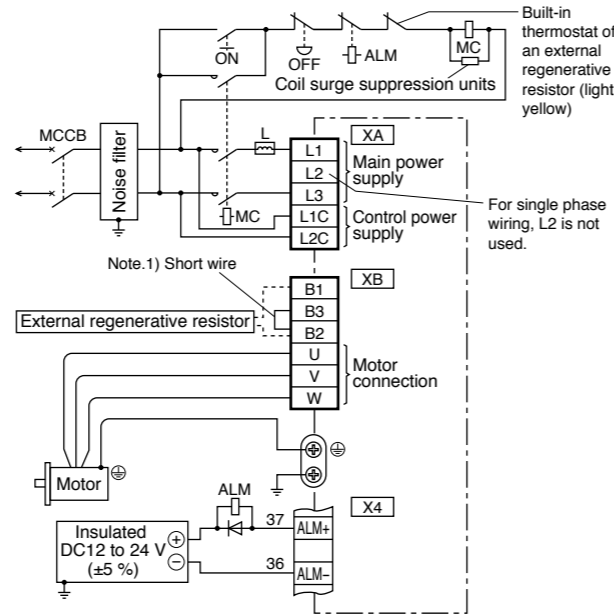 Built-in
thermostat of
an external
regenerative
resistor (light
yellow)
ON
OFF
ALM
MC
Coil surge suppression units
MCCB
Noise filter
L
MC
XA
L1
L2
L3
L1C
L2C
Main power
supply
Control power
supply
For single phase
wiring, L2 is not
used.
Note.1) Short wire
External regenerative resistor
XB
B1
B3
B2
U
V
W
Motor
connection
Motor
ALM
X4
Insulated
DC12 to 24 V
(±5 %)
+
−
37
ALM+
36
ALM−